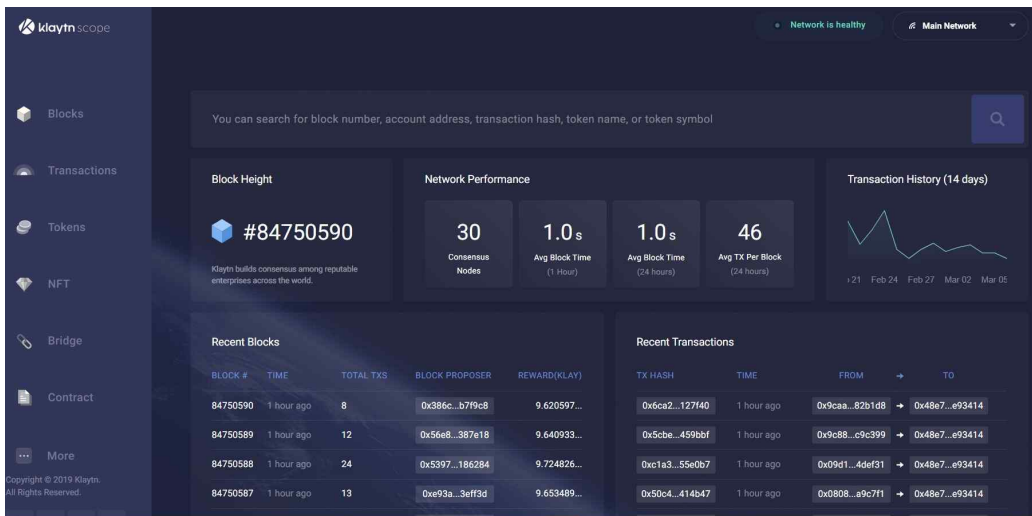 klaytn scope
Network is healthy
Main Network
Blocks
Transactions
Tokens
NFT
Bridge
Contract
More
Copyright © 2019 Klaytn.
All Rights Reserved.
You can search for block number, account address, transaction hash, token name, or token symbol
Block Height
#84750590
Klaytn builds consensus among reputable
enterprises across the world.
Network Performance
30
Consensus
Nodes
1.0 s
Avg Block Time
(1 Hour)
1.0 s
Avg Block Time
(24 hours)
46
Avg TX Per Block
(24 hours)
Transaction History (14 days)
21 Feb 24 Feb 27 Mar 02 Mar 05
Recent Blocks
BLOCK # TIME TOTAL TXS BLOCK PROPOSER REWARD(KLAY)
84750590 1 hour ago 8 0x386c...b7f9c8 9.620597...
84750589 1 hour ago 12 0x56e8...387e18 9.640933...
84750588 1 hour ago 24 0x5397...186284 9.724826...
84750587 1 hour ago 13 0xe93a...3eff3d 9.653489...
Recent Transactions
TX HASH TIME FROM → TO
0x6ca2...127f40 1 hour ago 0x9caa...82b1d8 → 0x48e7...e93414
0x5cbe...459bbf 1 hour ago 0x9c88...c9c399 → 0x48e7...e93414
0xc1a3...55e0b7 1 hour ago 0x09d1...4def31 → 0x48e7...e93414
0x50c4...414b47 1 hour ago 0x0808...a9c7f1 → 0x48e7...e93414